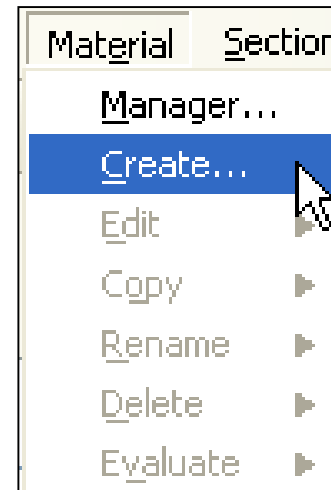 Material Section
Manager...
Create...
Edit
Copy
Rename
Delete
Evaluate